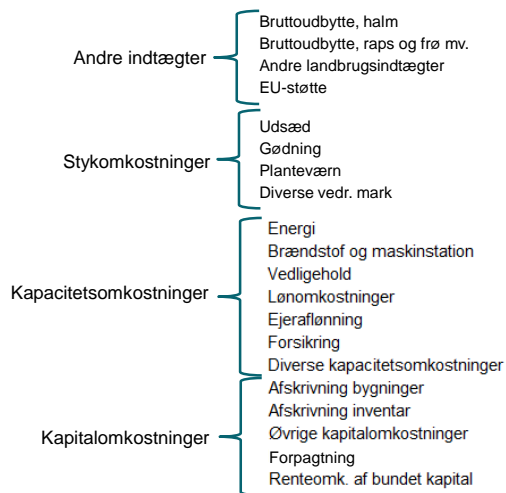 Andre indtægter
Bruttoudbytte, halm
Bruttoudbytte, raps og frø mv.
Andre landbrugsindtægter
EU-støtte
Stykomkostninger
Udsæd
Gødning
Planteværn
Diverse vedr. mark
Kapacitetsomkostninger
Energi
Brændstof og maskinstation
Vedligehold
Lønomkostninger
Ejeraflønning
Forsikring
Diverse kapacitetsomkostninger
Kapitalomkostninger
Afskrivning bygninger
Afskrivning inventar
Øvrige kapitalomkostninger
Forpagtning
Renteomk. af bundet kapital